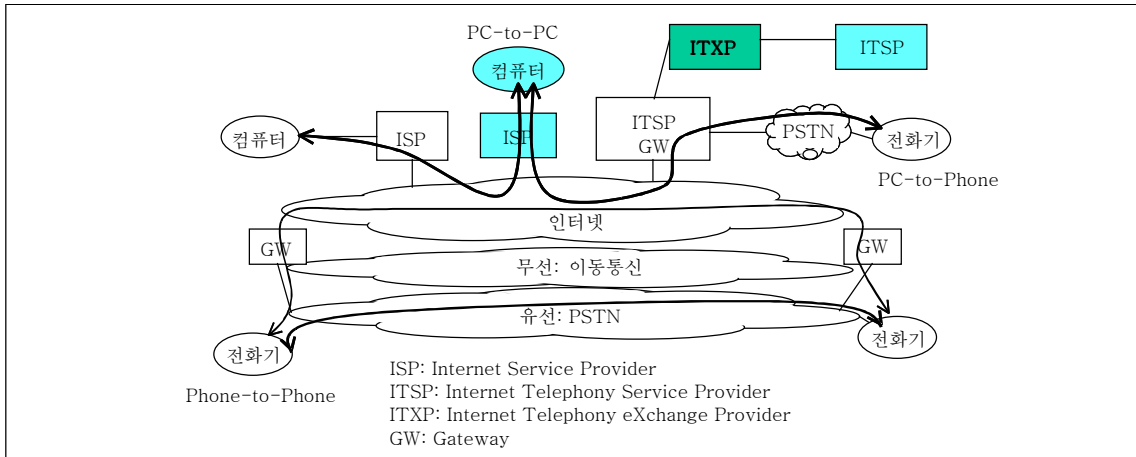 PC-to-PC
컴퓨터
ITXP
ITSP
컴퓨터
ISP
ISP
ITSP
GW
PSTN
전화기
PC-to-Phone
인터넷
GW
GW
무선: 이동통신
유선: PSTN
전화기
전화기
Phone-to-Phone
ISP: Internet Service Provider
ITSP: Internet Telephony Service Provider
ITXP: Internet Telephony eXchange Provider
GW: Gateway